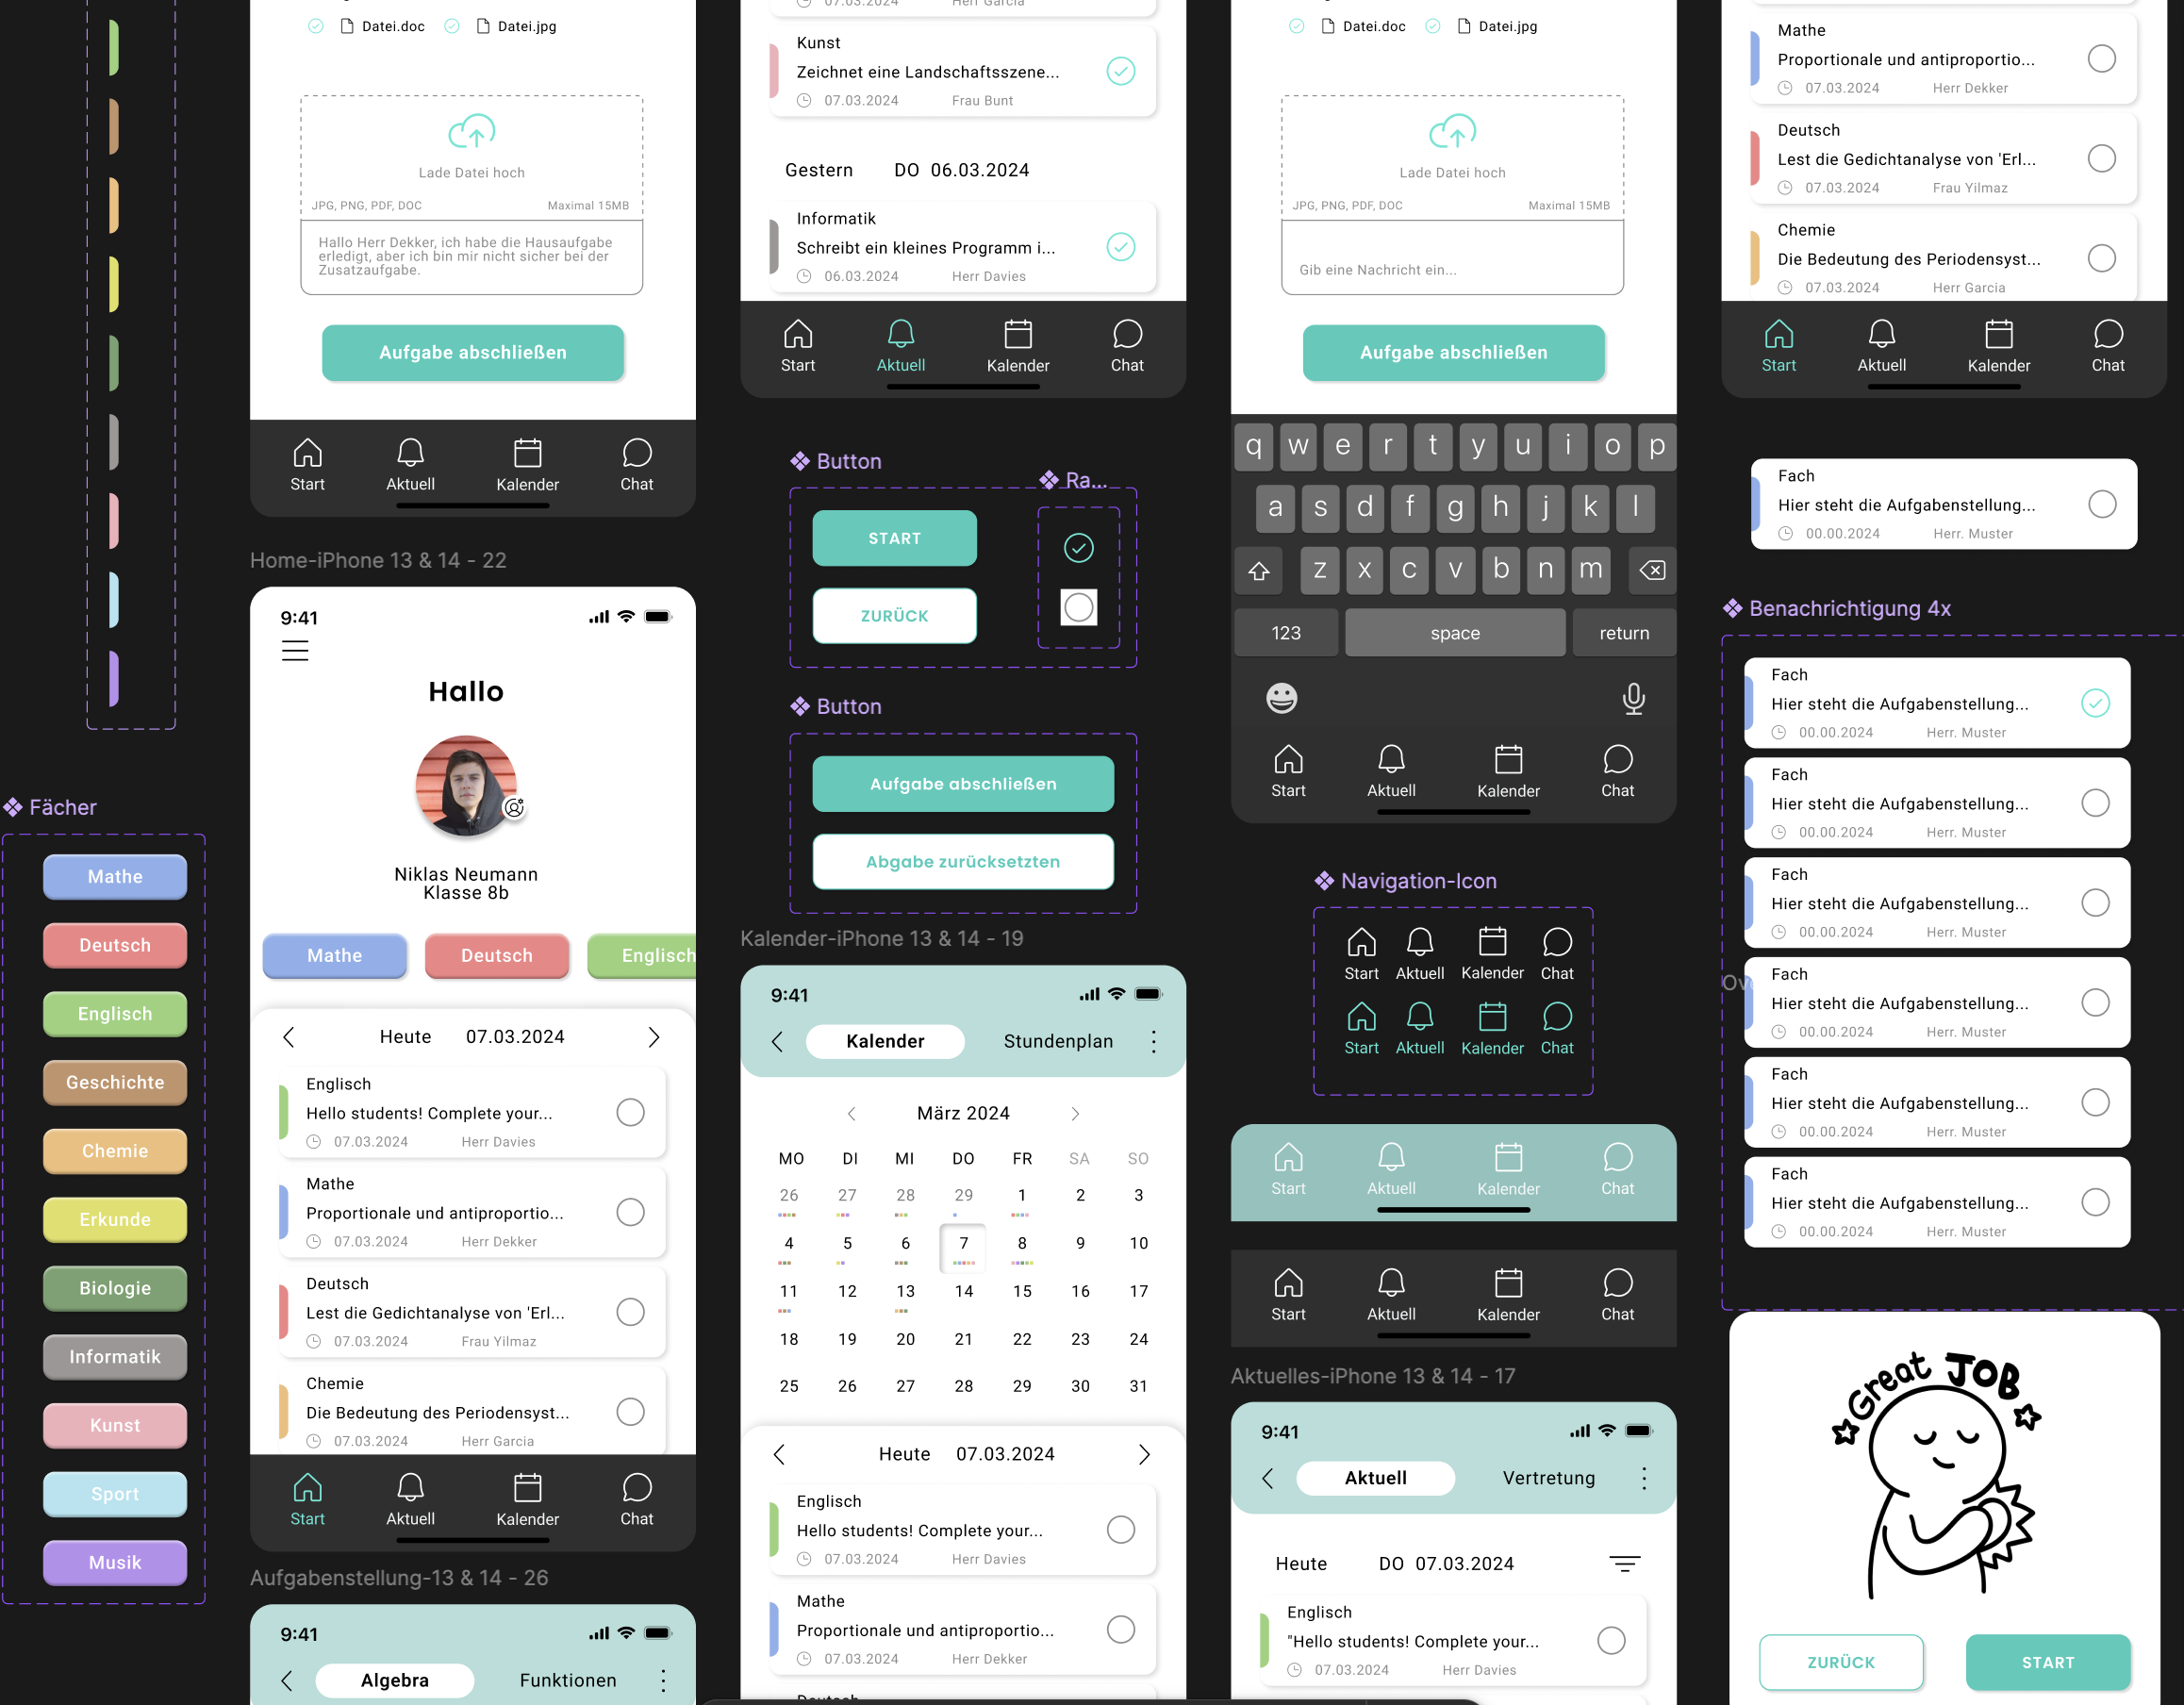 Fächer
Mathe
Deutsch
Englisch
Geschichte
Chemie
Erkunde
Biologie
Informatik
Kunst
Sport
Musik
Datei.doc Datei.jpg
Lade Datei hoch
JPG, PNG, PDF, DOC Maximal 15MB
Hallo Herr Dekker, ich habe die Hausaufgabe
erledigt, aber ich bin mir nicht sicher bei der
Zusatzaufgabe.
Aufgabe abschließen
Start Aktuell Kalender Chat
Home-iPhone 13 & 14 - 22
9:41
Hallo
Niklas Neumann
Klasse 8b
Mathe Deutsch Englisch
Heute 07.03.2024
Englisch
Hello students! Complete your...
07.03.2024 Herr Davies
Mathe
Proportionale und antiproportio...
07.03.2024 Herr Dekker
Deutsch
Lest die Gedichtanalyse von 'Erl...
07.03.2024 Frau Yilmaz
Chemie
Die Bedeutung des Periodensyst...
07.03.2024 Herr Garcia
Start Aktuell Kalender Chat
Aufgabenstellung-13 & 14 - 26
9:41
Algebra Funktionen
07.03.2024 Herr Garcia
Kunst
Zeichnet eine Landschaftsszene...
07.03.2024 Frau Bunt
Gestern DO 06.03.2024
Informatik
Schreibt ein kleines Programm i...
06.03.2024 Herr Davies
Start Aktuell Kalender Chat
Button
Ra...
START
ZURÜCK
Button
Aufgabe abschließen
Abgabe zurücksetzten
Kalender-iPhone 13 & 14 - 19
9:41
Kalender Stundenplan
März 2024
MO DI MI DO FR SA SO
26 27 28 29 1 2 3
4 5 6 7 8 9 10
11 12 13 14 15 16 17
18 19 20 21 22 23 24
25 26 27 28 29 30 31
Heute 07.03.2024
Englisch
Hello students! Complete your...
07.03.2024 Herr Davies
Mathe
Proportionale und antiproportio...
07.03.2024 Herr Dekker
Deutsch
Datei.doc Datei.jpg
Lade Datei hoch
JPG, PNG, PDF, DOC Maximal 15MB
Gib eine Nachricht ein...
Aufgabe abschließen
q w e r t y u i o p
a s d f g h j k l
z x c v b n m
123 space return
Start Aktuell Kalender Chat
Navigation-Icon
Start Aktuell Kalender Chat
Start Aktuell Kalender Chat
Start Aktuell Kalender Chat
Start Aktuell Kalender Chat
Aktuelles-iPhone 13 & 14 - 17
9:41
Aktuell Vertretung
Heute DO 07.03.2024
Englisch
"Hello students! Complete your...
07.03.2024 Herr Davies
Mathe
Proportionale und antiproportio...
07.03.2024 Herr Dekker
Deutsch
Lest die Gedichtanalyse von 'Erl...
07.03.2024 Frau Yilmaz
Chemie
Die Bedeutung des Periodensyst...
07.03.2024 Herr Garcia
Start Aktuell Kalender Chat
Fach
Hier steht die Aufgabenstellung...
00.00.2024 Herr. Muster
Benachrichtigung 4x
Fach
Hier steht die Aufgabenstellung...
00.00.2024 Herr. Muster
Fach
Hier steht die Aufgabenstellung...
00.00.2024 Herr. Muster
Fach
Hier steht die Aufgabenstellung...
00.00.2024 Herr. Muster
Fach
Hier steht die Aufgabenstellung...
00.00.2024 Herr. Muster
Fach
Hier steht die Aufgabenstellung...
00.00.2024 Herr. Muster
Fach
Hier steht die Aufgabenstellung...
00.00.2024 Herr. Muster
Great JOB
ZURÜCK START